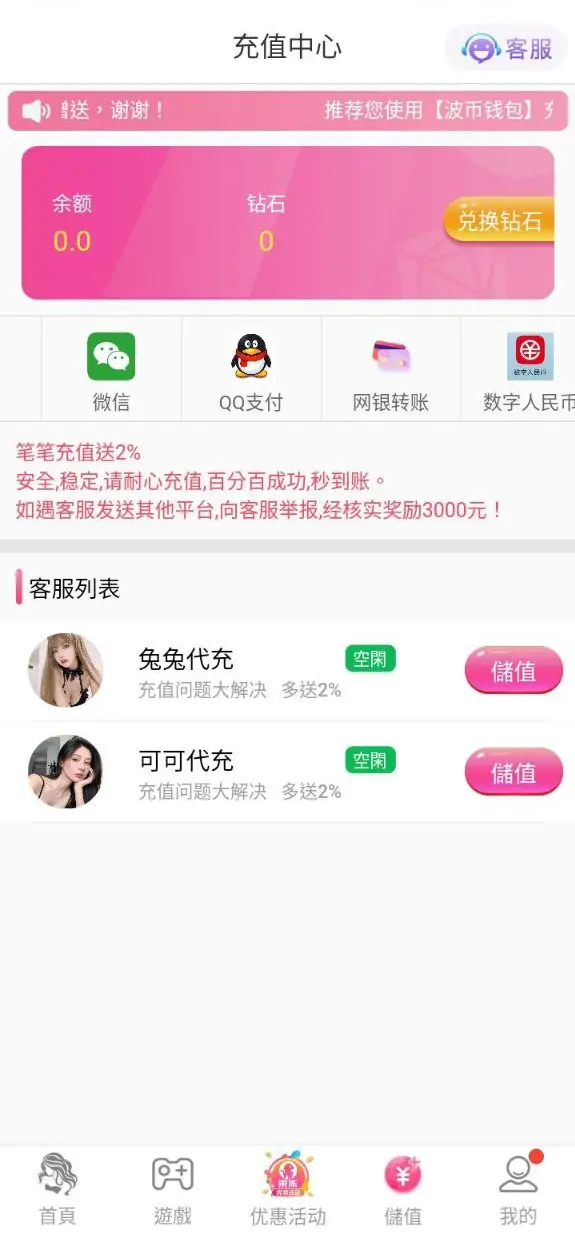 充值中心
客服
送，谢谢！
推荐您使用【波币钱包】
余额
钻石
0.0
0
兑换钻石
微信
QQ支付
网银转账
数字人民币
数字人民币
笔笔充值送2%
安全,稳定,请耐心充值,百分百成功,秒到账。
如遇客服发送其他平台,向客服举报,经核实奖励3000元！
客服列表
兔兔代充
空閑
充值问题大解决 多送2%
儲值
可可代充
空閑
充值问题大解决 多送2%
儲值
首頁
遊戲
优惠活动
儲值
我的